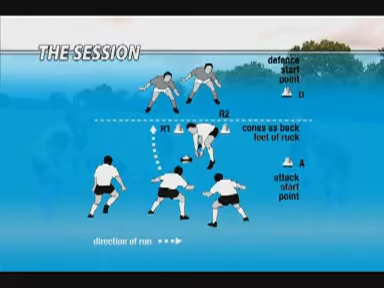 THE SESSION
defence
start
point
D
R2
R1
cones as back
feet of ruck
A
attack
start
point
direction of run